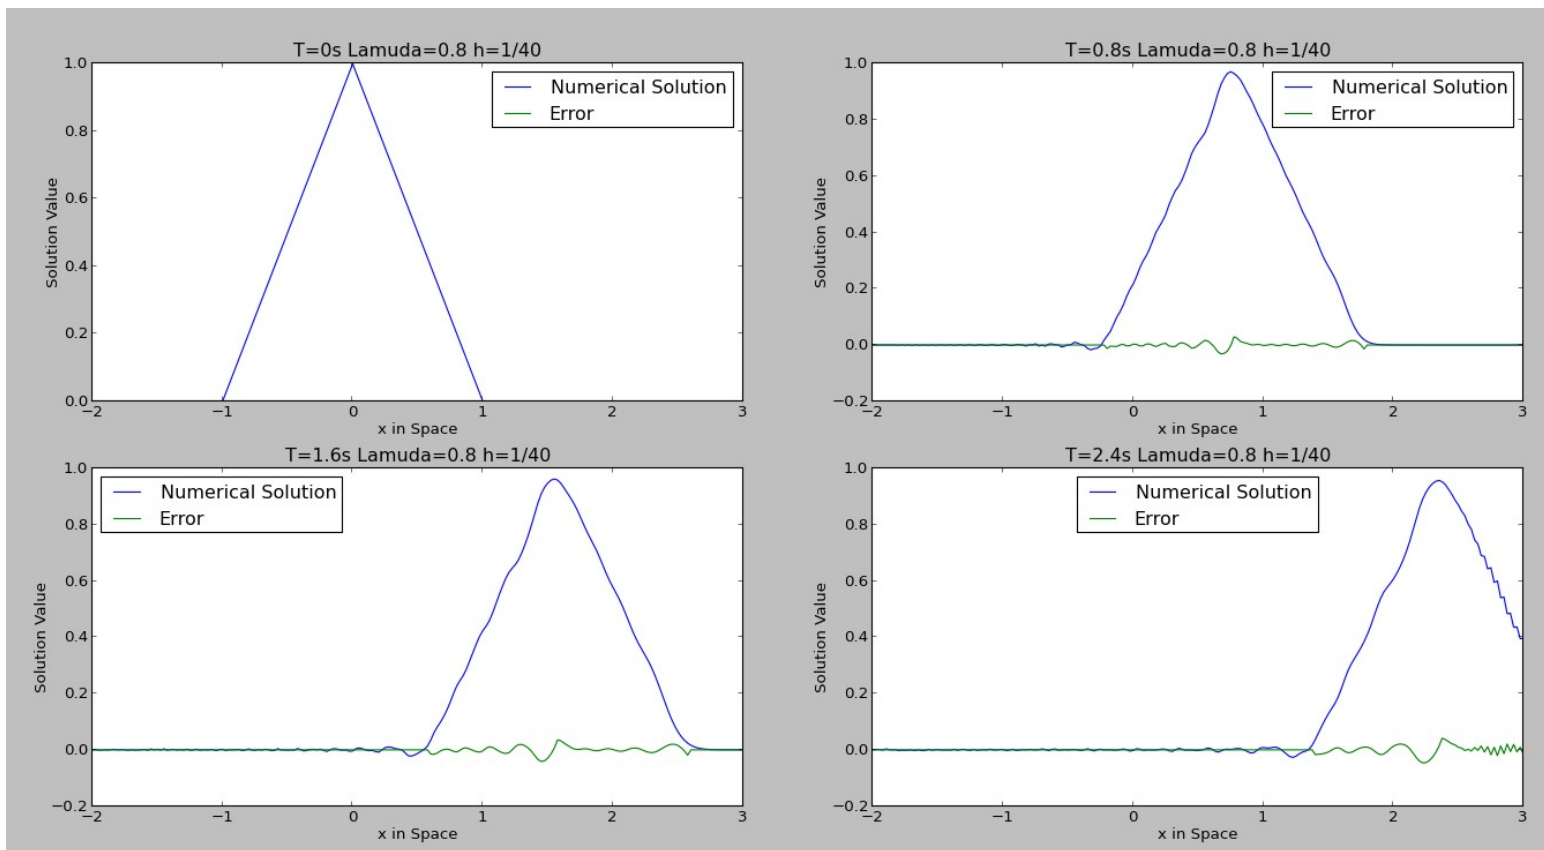 T=0s Lamuda=0.8 h=1/40
1.0
0.8
0.6
0.4
0.2
0.0
Solution Value
Numerical Solution
Error
−2
−1
0
1
2
3
x in Space
T=0.8s Lamuda=0.8 h=1/40
1.0
0.8
0.6
0.4
0.2
0.0
−0.2
Solution Value
Numerical Solution
Error
−2
−1
0
1
2
3
x in Space
T=1.6s Lamuda=0.8 h=1/40
1.0
0.8
0.6
0.4
0.2
0.0
−0.2
Solution Value
Numerical Solution
Error
−2
−1
0
1
2
3
x in Space
T=2.4s Lamuda=0.8 h=1/40
1.0
0.8
0.6
0.4
0.2
0.0
−0.2
Solution Value
Numerical Solution
Error
−2
−1
0
1
2
3
x in Space